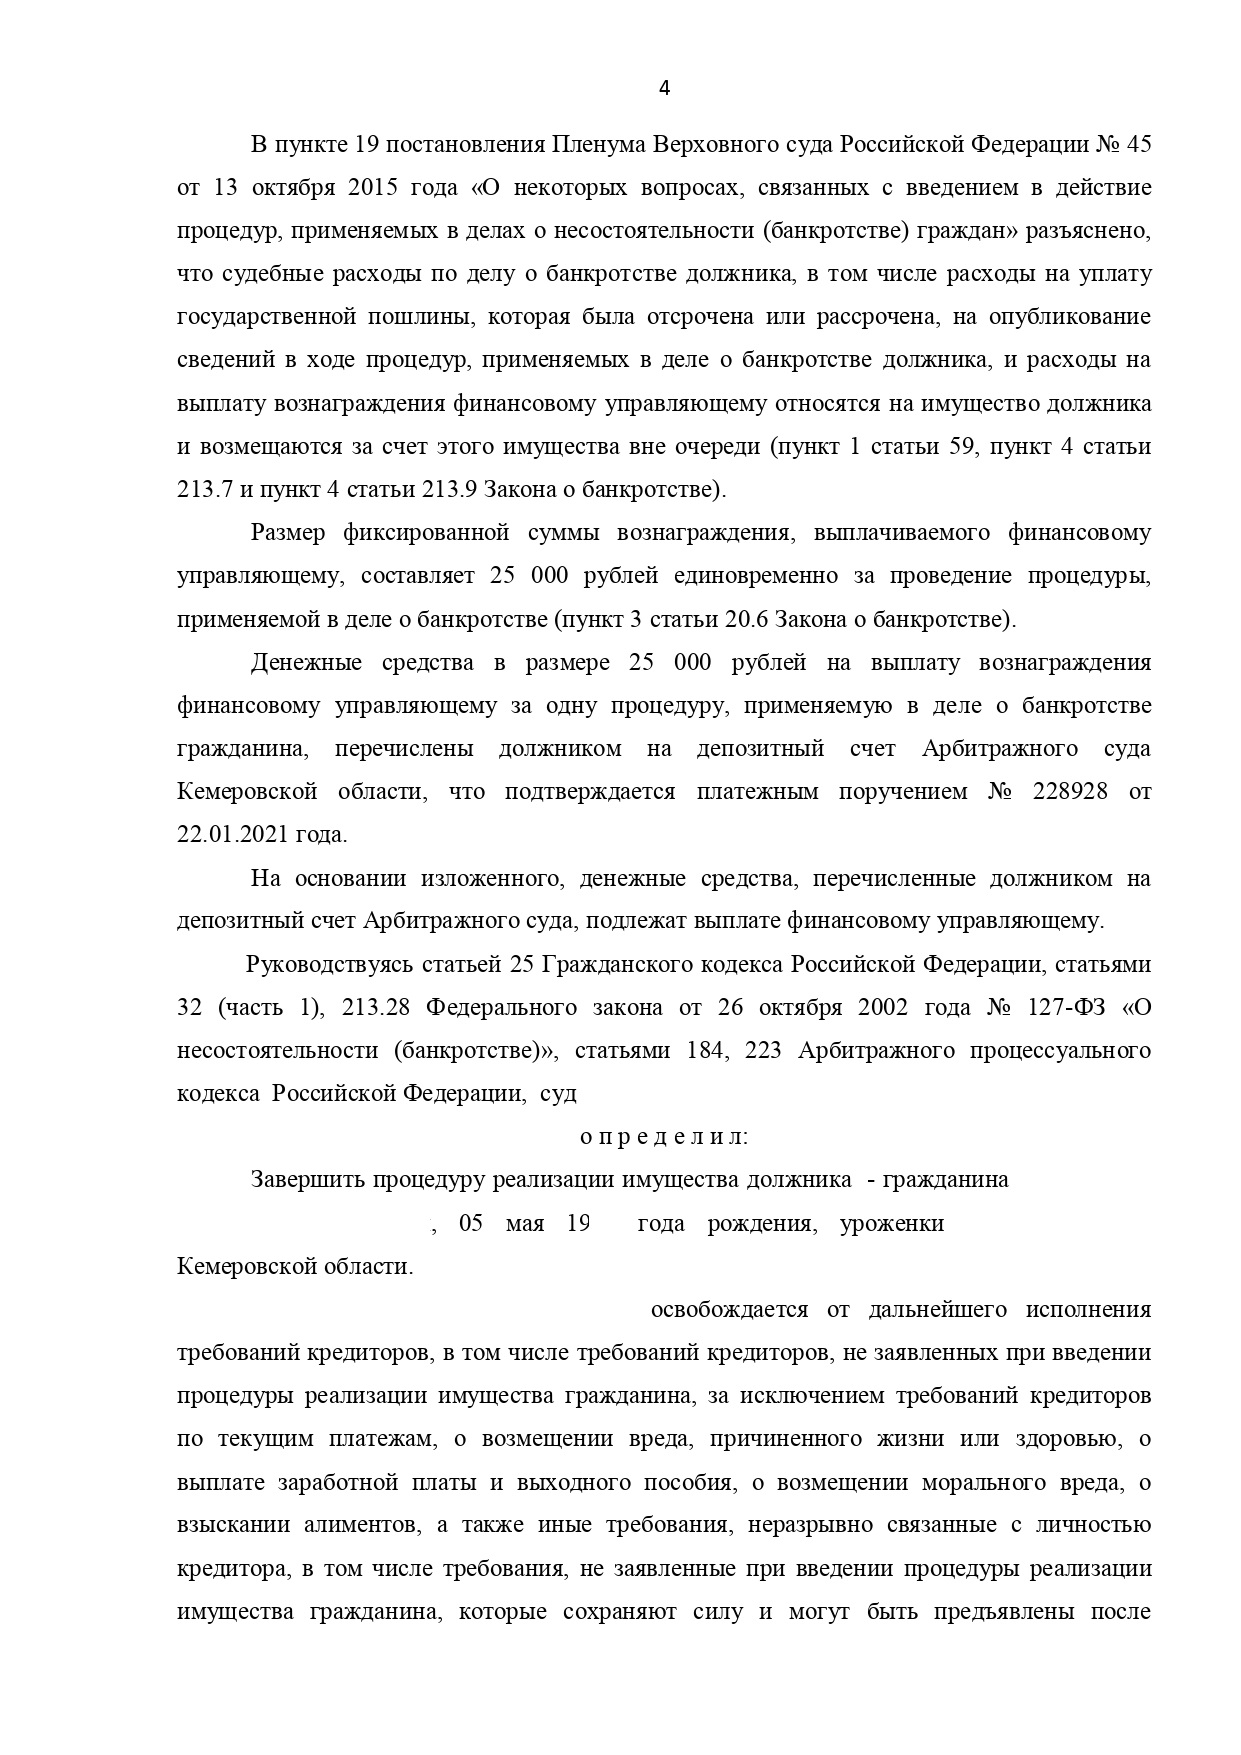 4
В пункте 19 постановления Пленума Верховного суда Российской Федерации № 45
от 13 октября 2015 года «О некоторых вопросах, связанных с введением в действие
процедур, применяемых в делах о несостоятельности (банкротстве) граждан» разъяснено,
что судебные расходы по делу о банкротстве должника, в том числе расходы на уплату
государственной пошлины, которая была отсрочена или рассрочена, на опубликование
сведений в ходе процедур, применяемых в деле о банкротстве должника, и расходы на
выплату вознаграждения финансовому управляющему относятся на имущество должника
и возмещаются за счет этого имущества вне очереди (пункт 1 статьи 59, пункт 4 статьи
213.7 и пункт 4 статьи 213.9 Закона о банкротстве).
Размер фиксированной суммы вознаграждения, выплачиваемого финансовому
управляющему, составляет 25 000 рублей единовременно за проведение процедуры,
применяемой в деле о банкротстве (пункт 3 статьи 20.6 Закона о банкротстве).
Денежные средства в размере 25 000 рублей на выплату вознаграждения
финансовому управляющему за одну процедуру, применяемую в деле о банкротстве
гражданина, перечислены должником на депозитный счет Арбитражного суда
Кемеровской области, что подтверждается платежным поручением № 228928 от
22.01.2021 года.
На основании изложенного, денежные средства, перечисленные должником на
депозитный счет Арбитражного суда, подлежат выплате финансовому управляющему.
Руководствуясь статьей 25 Гражданского кодекса Российской Федерации, статьями
32 (часть 1), 213.28 Федерального закона от 26 октября 2002 года № 127-ФЗ «О
несостоятельности (банкротстве)», статьями 184, 223 Арбитражного процессуального
кодекса Российской Федерации, суд
о п р е д е л и л:
Завершить процедуру реализации имущества должника - гражданина
, 05 мая 19 года рождения, уроженки
Кемеровской области.
освобождается от дальнейшего исполнения
требований кредиторов, в том числе требований кредиторов, не заявленных при введении
процедуры реализации имущества гражданина, за исключением требований кредиторов
по текущим платежам, о возмещении вреда, причиненного жизни или здоровью, о
выплате заработной платы и выходного пособия, о возмещении морального вреда, о
взыскании алиментов, а также иные требования, неразрывно связанные с личностью
кредитора, в том числе требования, не заявленные при введении процедуры реализации
имущества гражданина, которые сохраняют силу и могут быть предъявлены после